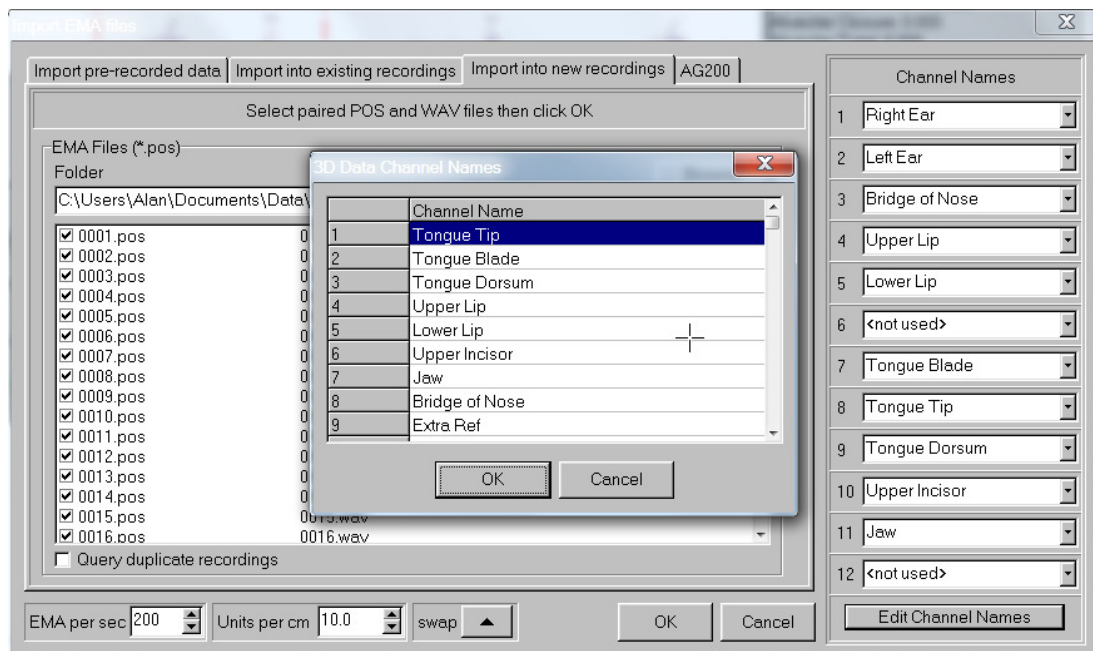 Import EMA files
Import pre-recorded data Import into existing recordings Import into new recordings AG200
Select paired POS and WAV files then click OK
EMA Files (*.pos)
Folder
C:\Users\Alan\Documents\Data\
0001.pos
0002.pos
0003.pos
0004.pos
0005.pos
0006.pos
0007.pos
0008.pos
0009.pos
0010.pos
0011.pos
0012.pos
0013.pos
0014.pos
0015.pos 0015.wav
0016.pos 0016.wav
Query duplicate recordings
EMA per sec 200 Units per cm 10.0 swap OK Cancel
3D Data Channel Names
Channel Name
1 Tongue Tip
2 Tongue Blade
3 Tongue Dorsum
4 Upper Lip
5 Lower Lip
6 Upper Incisor
7 Jaw
8 Bridge of Nose
9 Extra Ref
OK Cancel
Channel Names
1 Right Ear
2 Left Ear
3 Bridge of Nose
4 Upper Lip
5 Lower Lip
6 <not used>
7 Tongue Blade
8 Tongue Tip
9 Tongue Dorsum
10 Upper Incisor
11 Jaw
12 <not used>
Edit Channel Names